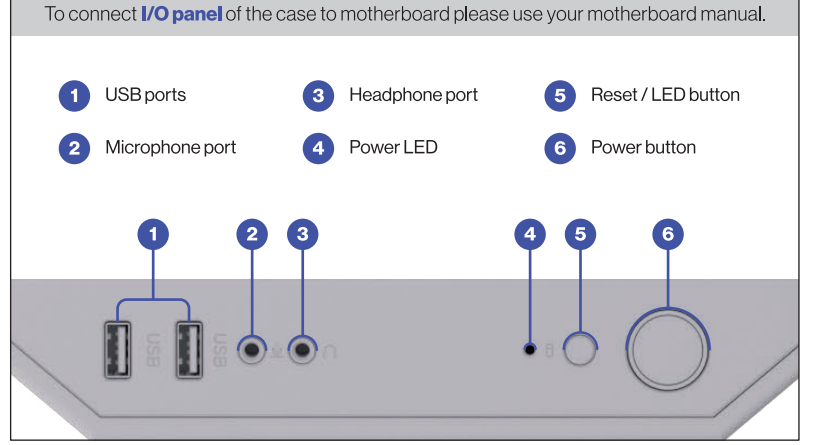 To connect I/O panel of the case to motherboard please use your motherboard manual.
1 USB ports
3 Headphone port
5 Reset / LED button
2 Microphone port
4 Power LED
6 Power button
1 2 3 4 5 6
USB USB